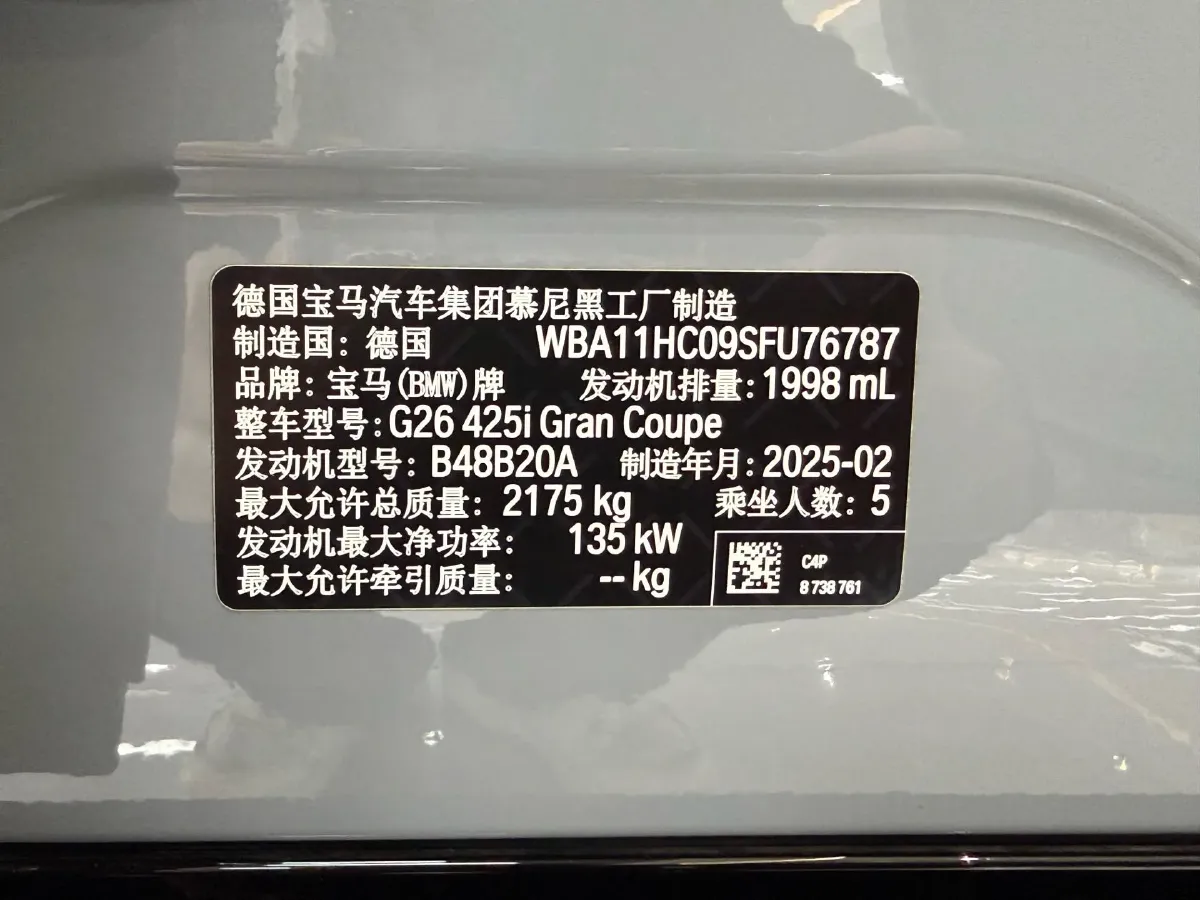 德国宝马汽车集团慕尼黑工厂制造
制造国：德国 WBA11HC09SFU76787
品牌：宝马(BMW)牌 发动机排量:1998 mL
整车型号:G26 425i Gran Coupe
发动机型号：B48B20A 制造年月:2025-02
最大允许总质量：2175 kg 乘坐人数：5
发动机最大净功率： 135 kW
最大允许牵引质量： -- kg
C4P
8 738 761